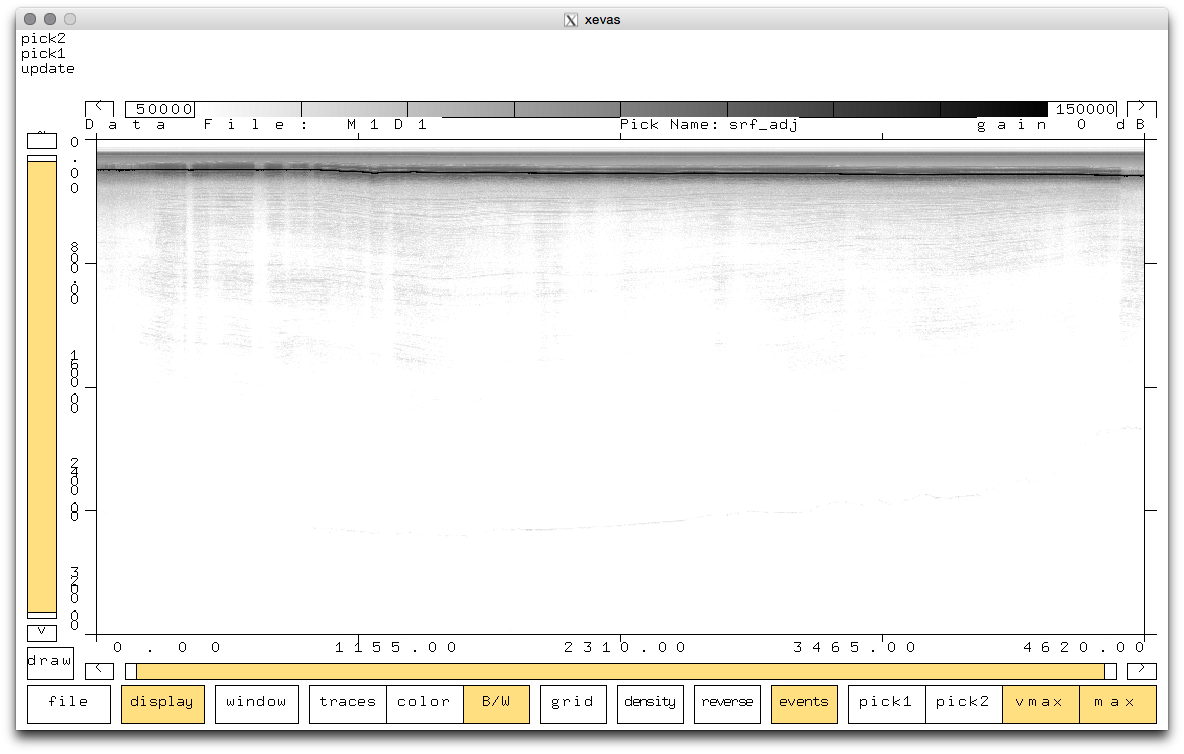 xevas
pick2
pick1
update
< 50000 150000 >
Data File: M1D1 Pick Name: srf_adj gain 0 dB
0.00
800.00
1600.00
2400.00
3200.00
0.00 1155.00 2310.00 3465.00 4620.00
draw < >
file display window traces color B/W grid density reverse events pick1 pick2 vmax max